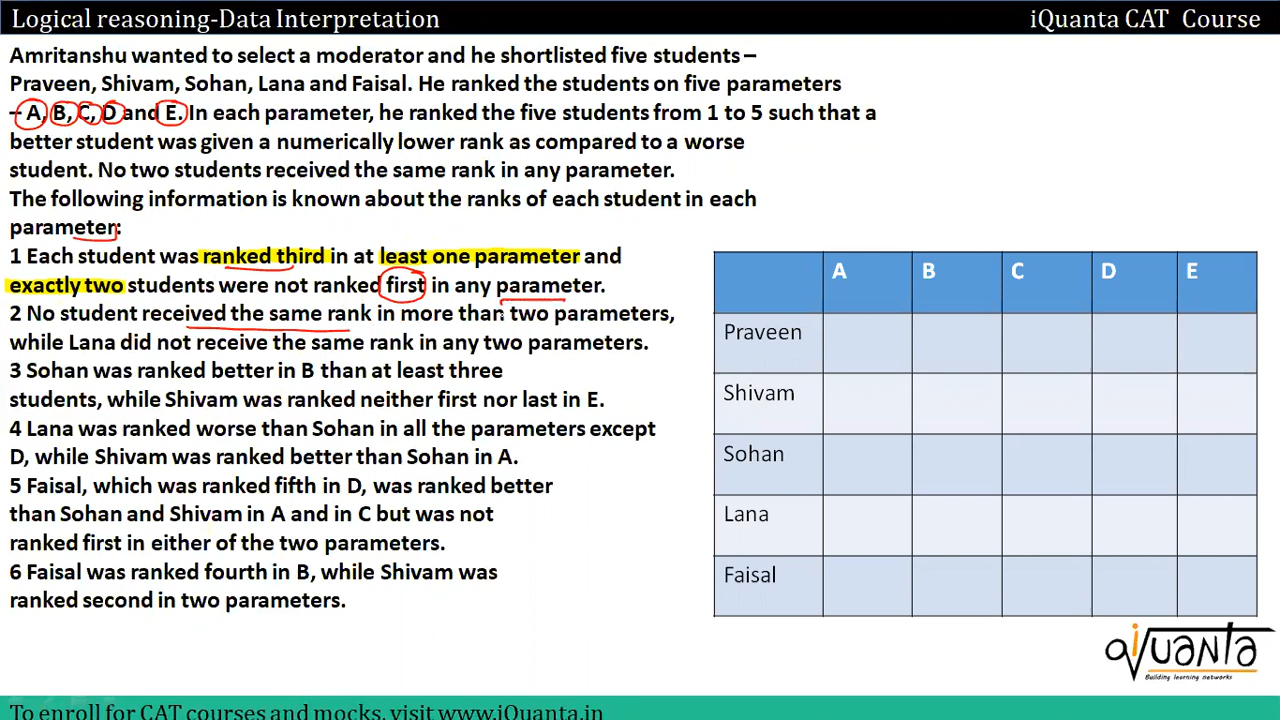 Logical reasoning-Data Interpretation
iQuanta CAT Course
Amritanshu wanted to select a moderator and he shortlisted five students –
Praveen, Shivam, Sohan, Lana and Faisal. He ranked the students on five parameters
– A, B, C, D and E. In each parameter, he ranked the five students from 1 to 5 such that a
better student was given a numerically lower rank as compared to a worse
student. No two students received the same rank in any parameter.
The following information is known about the ranks of each student in each
parameter:
1 Each student was ranked third in at least one parameter and
exactly two students were not ranked first in any parameter.
2 No student received the same rank in more than two parameters,
while Lana did not receive the same rank in any two parameters.
3 Sohan was ranked better in B than at least three
students, while Shivam was ranked neither first nor last in E.
4 Lana was ranked worse than Sohan in all the parameters except
D, while Shivam was ranked better than Sohan in A.
5 Faisal, which was ranked fifth in D, was ranked better
than Sohan and Shivam in A and in C but was not
ranked first in either of the two parameters.
6 Faisal was ranked fourth in B, while Shivam was
ranked second in two parameters.
A B C D E
Praveen
Shivam
Sohan
Lana
Faisal
iQuanta
Building learning networks
To enroll for CAT courses and mocks, visit www.iQuanta.in